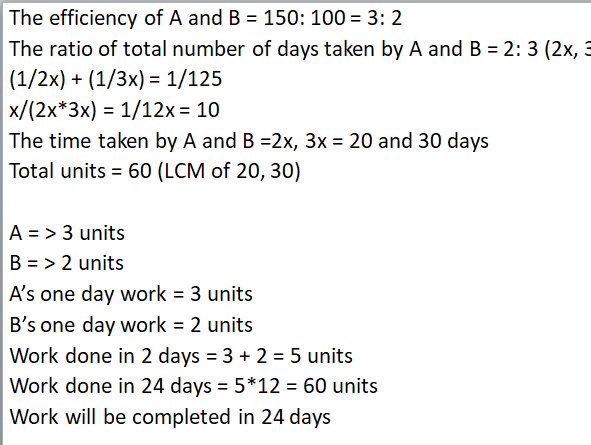 The efficiency of A and B = 150: 100 = 3: 2
The ratio of total number of days taken by A and B = 2: 3 (2x, 3
(1/2x) + (1/3x) = 1/125
x/(2x*3x) = 1/12x = 10
The time taken by A and B =2x, 3x = 20 and 30 days
Total units = 60 (LCM of 20, 30)
A = > 3 units
B = > 2 units
A’s one day work = 3 units
B’s one day work = 2 units
Work done in 2 days = 3 + 2 = 5 units
Work done in 24 days = 5*12 = 60 units
Work will be completed in 24 days